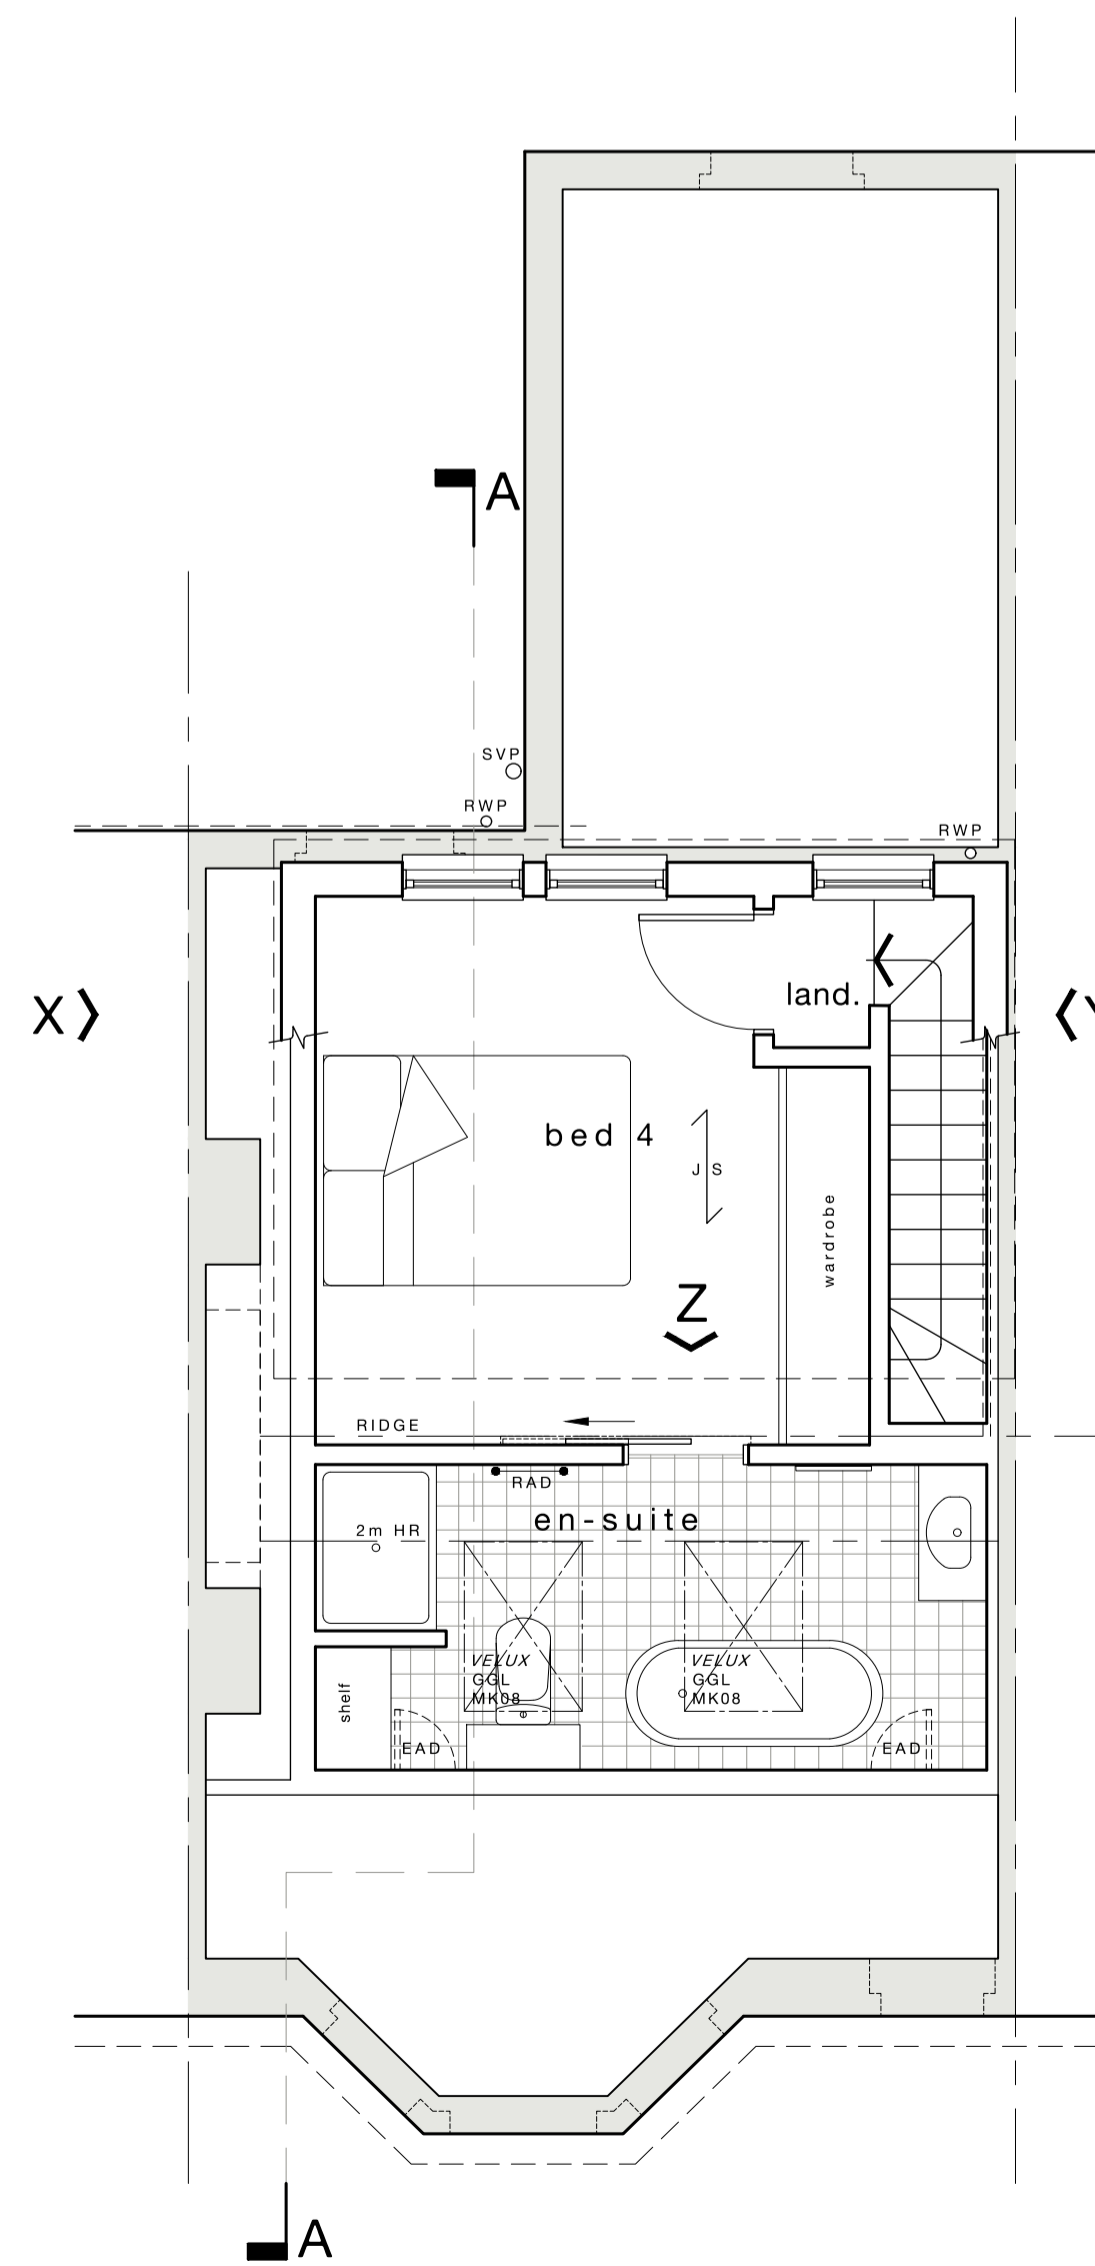 A
SVP
RWP
RWP
land.
X
Y
bed 4
J S
wardrobe
Z
RIDGE
RAD
en-suite
2m HR
VELUX
GGL
MK08
VELUX
GGL
MK08
shelf
EAD
EAD
A